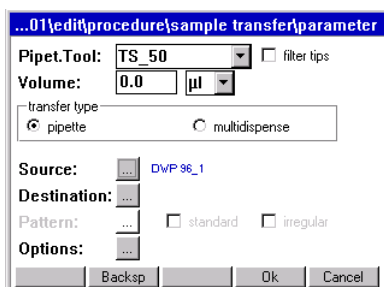 ...01\edit\procedure\sample transfer\parameter
Pipet.Tool: TS_50 filter tips
Volume: 0.0 µl
transfer type
pipette multidispense
Source: ... DWP 96_1
Destination: ...
Pattern: ... standard irregular
Options: ...
Backsp Ok Cancel